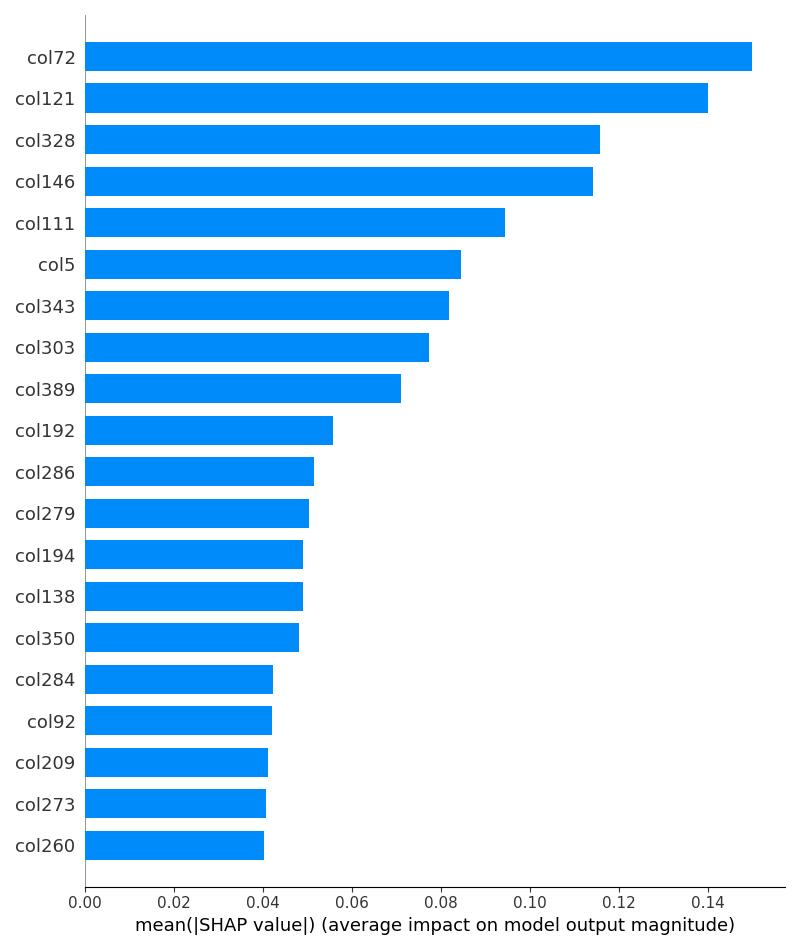 col72
col121
col328
col146
col111
col5
col343
col303
col389
col192
col286
col279
col194
col138
col350
col284
col92
col209
col273
col260
0.00 0.02 0.04 0.06 0.08 0.10 0.12 0.14
mean(|SHAP value|) (average impact on model output magnitude)